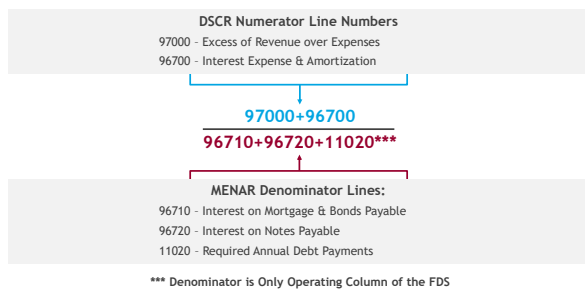 DSCR Numerator Line Numbers
97000 - Excess of Revenue over Expenses
96700 - Interest Expense & Amortization
97000+96700
96710+96720+11020***
MENAR Denominator Lines:
96710 - Interest on Mortgage & Bonds Payable
96720 - Interest on Notes Payable
11020 - Required Annual Debt Payments
*** Denominator is Only Operating Column of the FDS